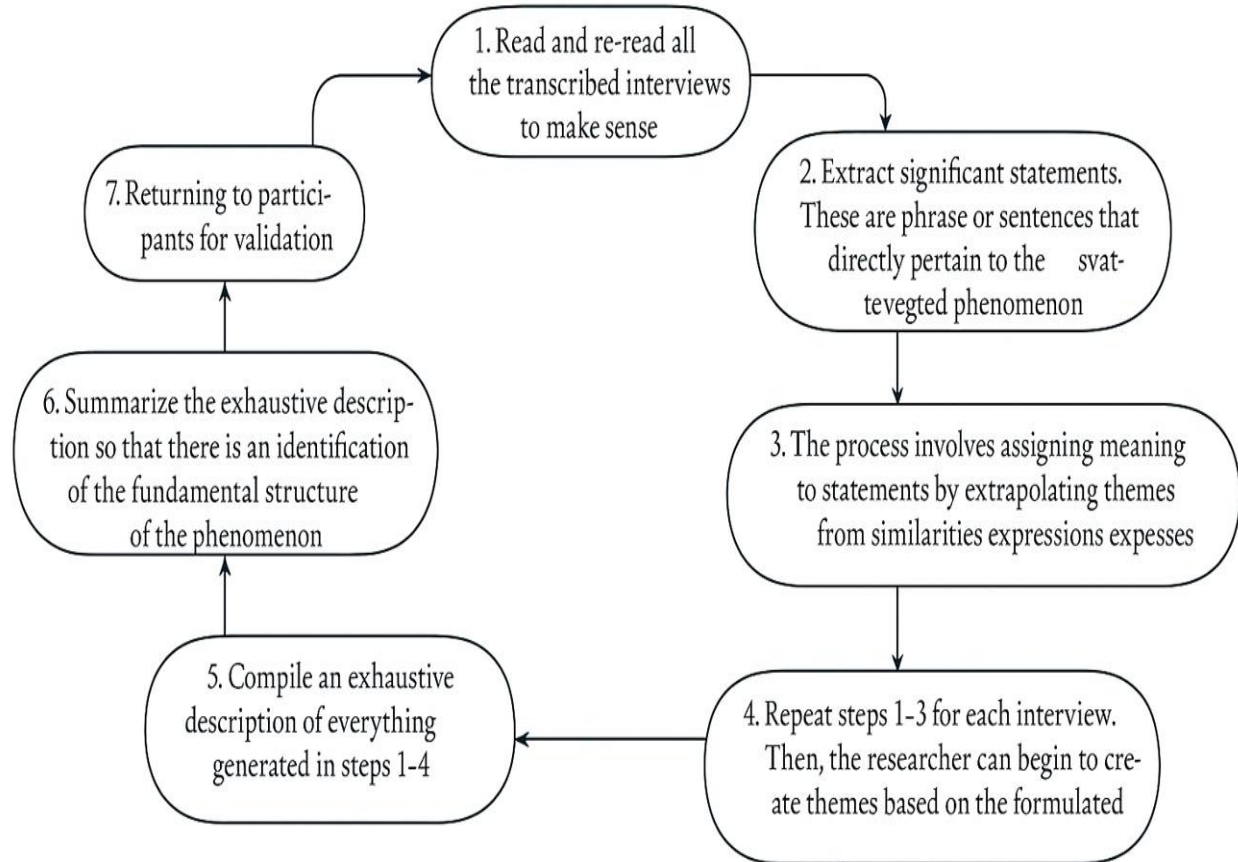 1. Read and re-read all
the transcribed interviews
to make sense
2. Extract significant statements.
These are phrase or sentences that
directly pertain to the svat-
tevegted phenomenon
3. The process involves assigning meaning
to statements by extrapolating themes
from similarities expressions expesses
4. Repeat steps 1-3 for each interview.
Then, the researcher can begin to cre-
ate themes based on the formulated
5. Compile an exhaustive
description of everything
generated in steps 1-4
6. Summarize the exhaustive descrip-
tion so that there is an identification
of the fundamental structure
of the phenomenon
7. Returning to partici-
pants for validation